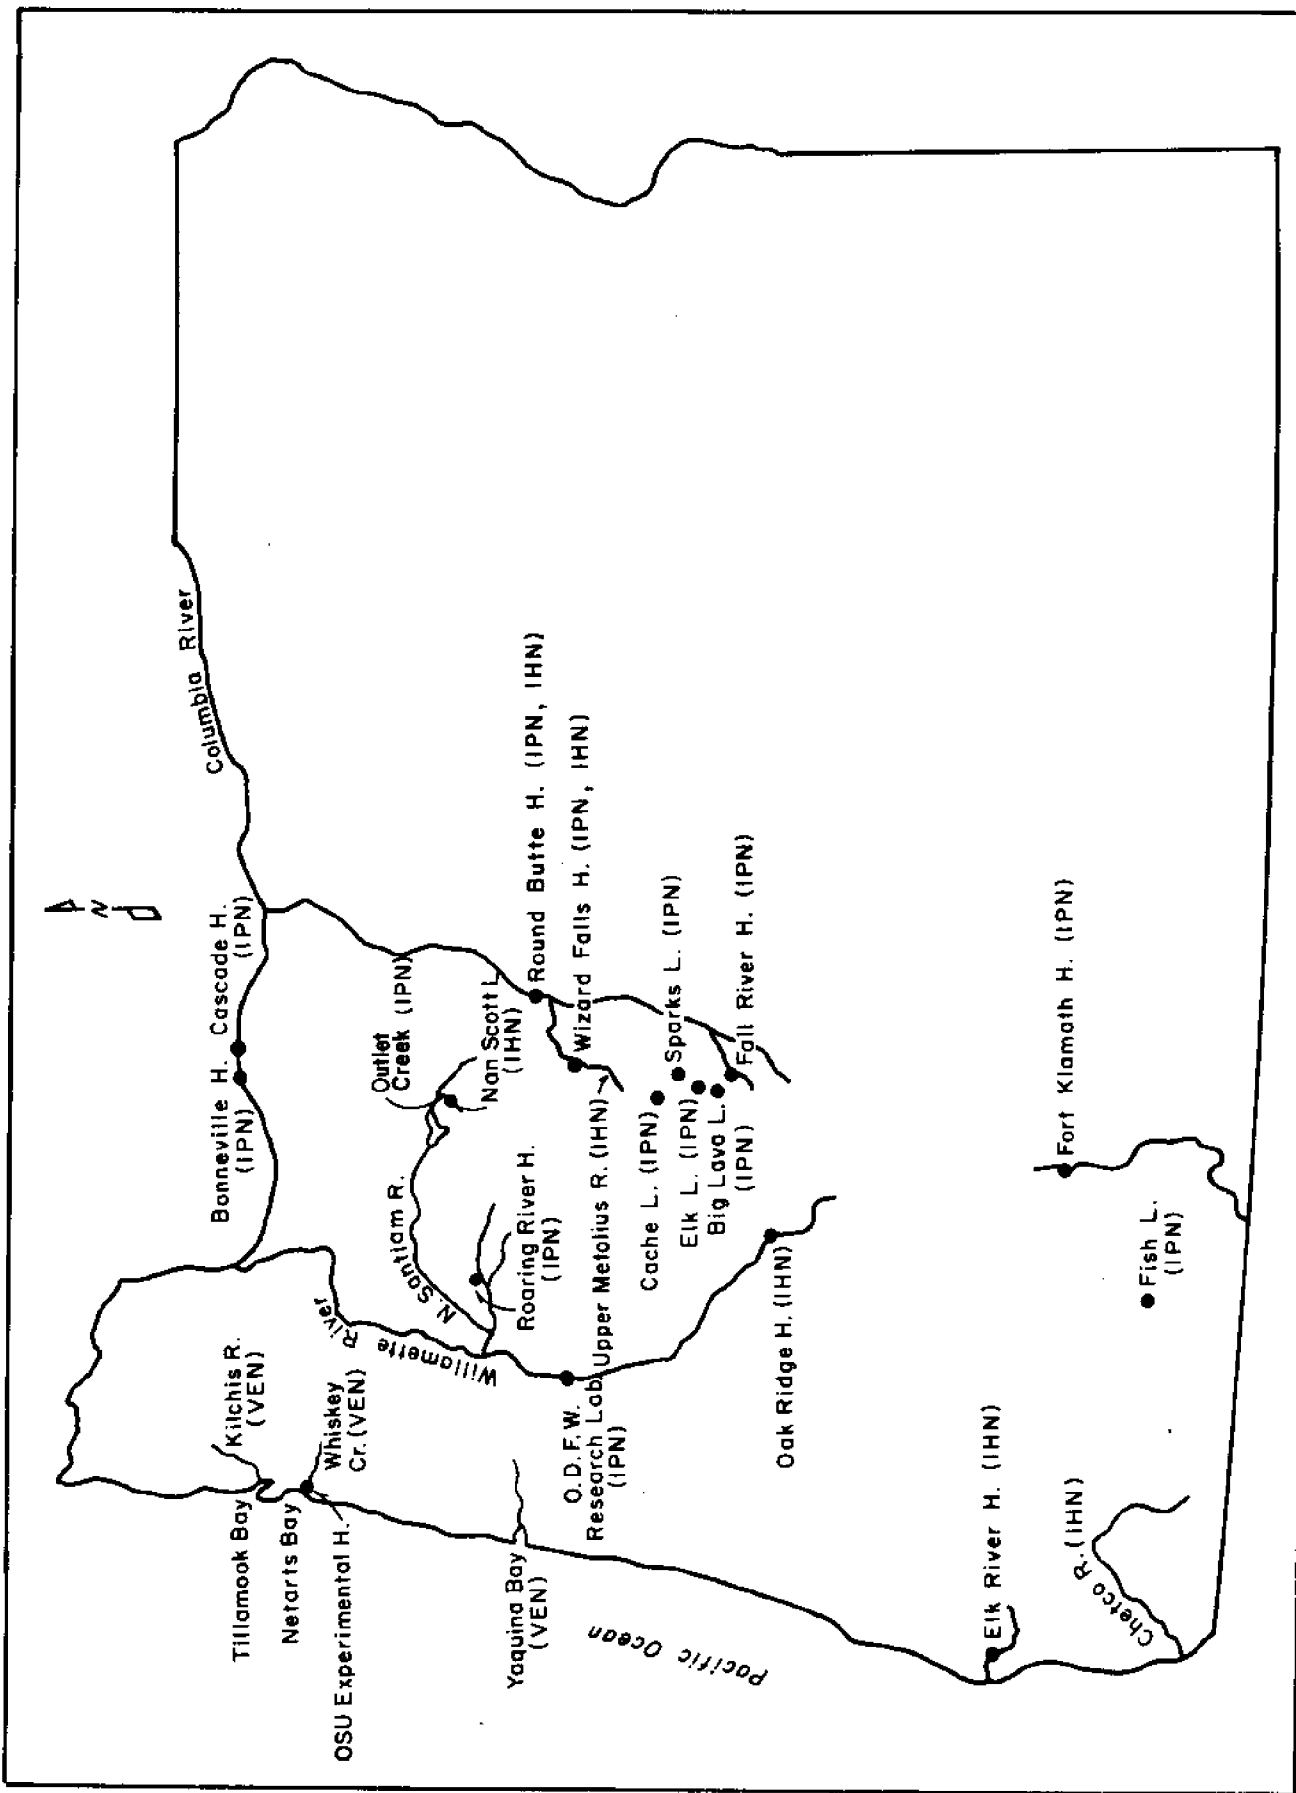 N
Columbia River
Bonneville H.
(IPN)
Cascade H.
(IPN)
Kilchis R.
(VEN)
Tillamook Bay
Netarts Bay
Whiskey
Cr. (VEN)
OSU Experimental H.
Willamette River
Outlet
Creek (IPN)
Nan Scott L
(IHN)
N. Santiam R.
Roaring River H.
(IPN)
Round Butte H. (IPN, IHN)
Wizard Falls H. (IPN, IHN)
Upper Metolius R. (IHN)
Yaquina Bay
(VEN)
O.D.F.W.
Research Lab
(IPN)
Pacific Ocean
Cache L. (IPN)
Sparks L. (IPN)
Elk L. (IPN)
Big Lava L.
(IPN)
Fall River H. (IPN)
Oak Ridge H. (IHN)
Elk River H. (IHN)
Fort Klamath H. (IPN)
Chetco R. (IHN)
Fish L.
(IPN)